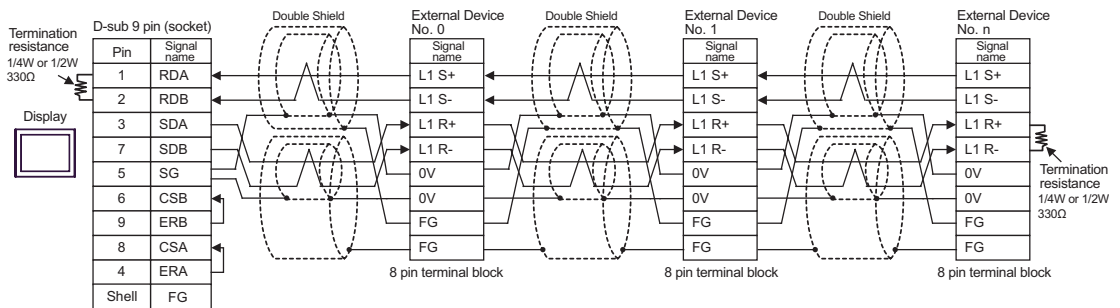 Termination
resistance
1/4W or 1/2W
330Ω
Display
D-sub 9 pin (socket)
Pin Signal name
1 RDA
2 RDB
3 SDA
7 SDB
5 SG
6 CSB
9 ERB
8 CSA
4 ERA
Shell FG
Double Shield
External Device
No. 0
Signal
name
L1 S+
L1 S-
L1 R+
L1 R-
0V
0V
FG
FG
8 pin terminal block
Double Shield
External Device
No. 1
Signal
name
L1 S+
L1 S-
L1 R+
L1 R-
0V
0V
FG
FG
8 pin terminal block
Double Shield
External Device
No. n
Signal
name
L1 S+
L1 S-
L1 R+
L1 R-
0V
0V
FG
FG
8 pin terminal block
Termination
resistance
1/4W or 1/2W
330Ω